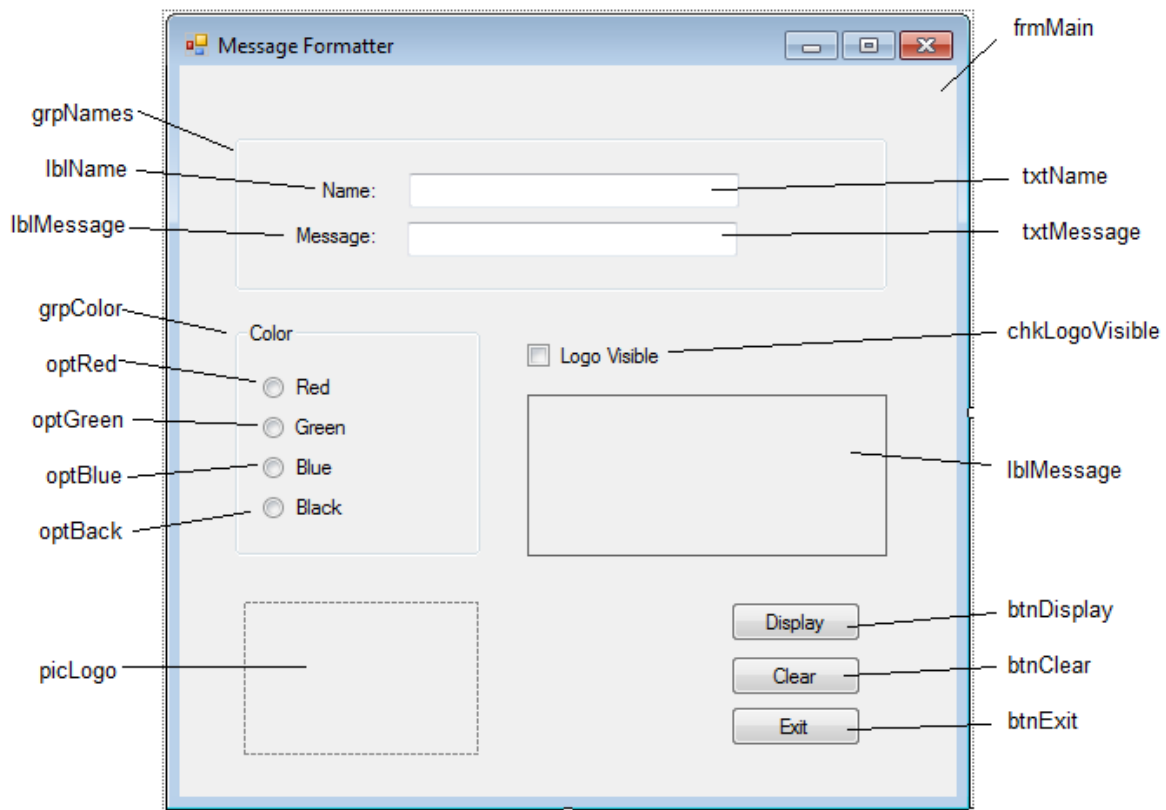 frmMain
Message Formatter
grpNames
lblName
Name:
txtName
lblMessage
Message:
txtMessage
grpColor
Color
chkLogoVisible
Logo Visible
optRed
Red
optGreen
Green
optBlue
Blue
lblMessage
optBack
Black
btnDisplay
Display
picLogo
btnClear
Clear
btnExit
Exit